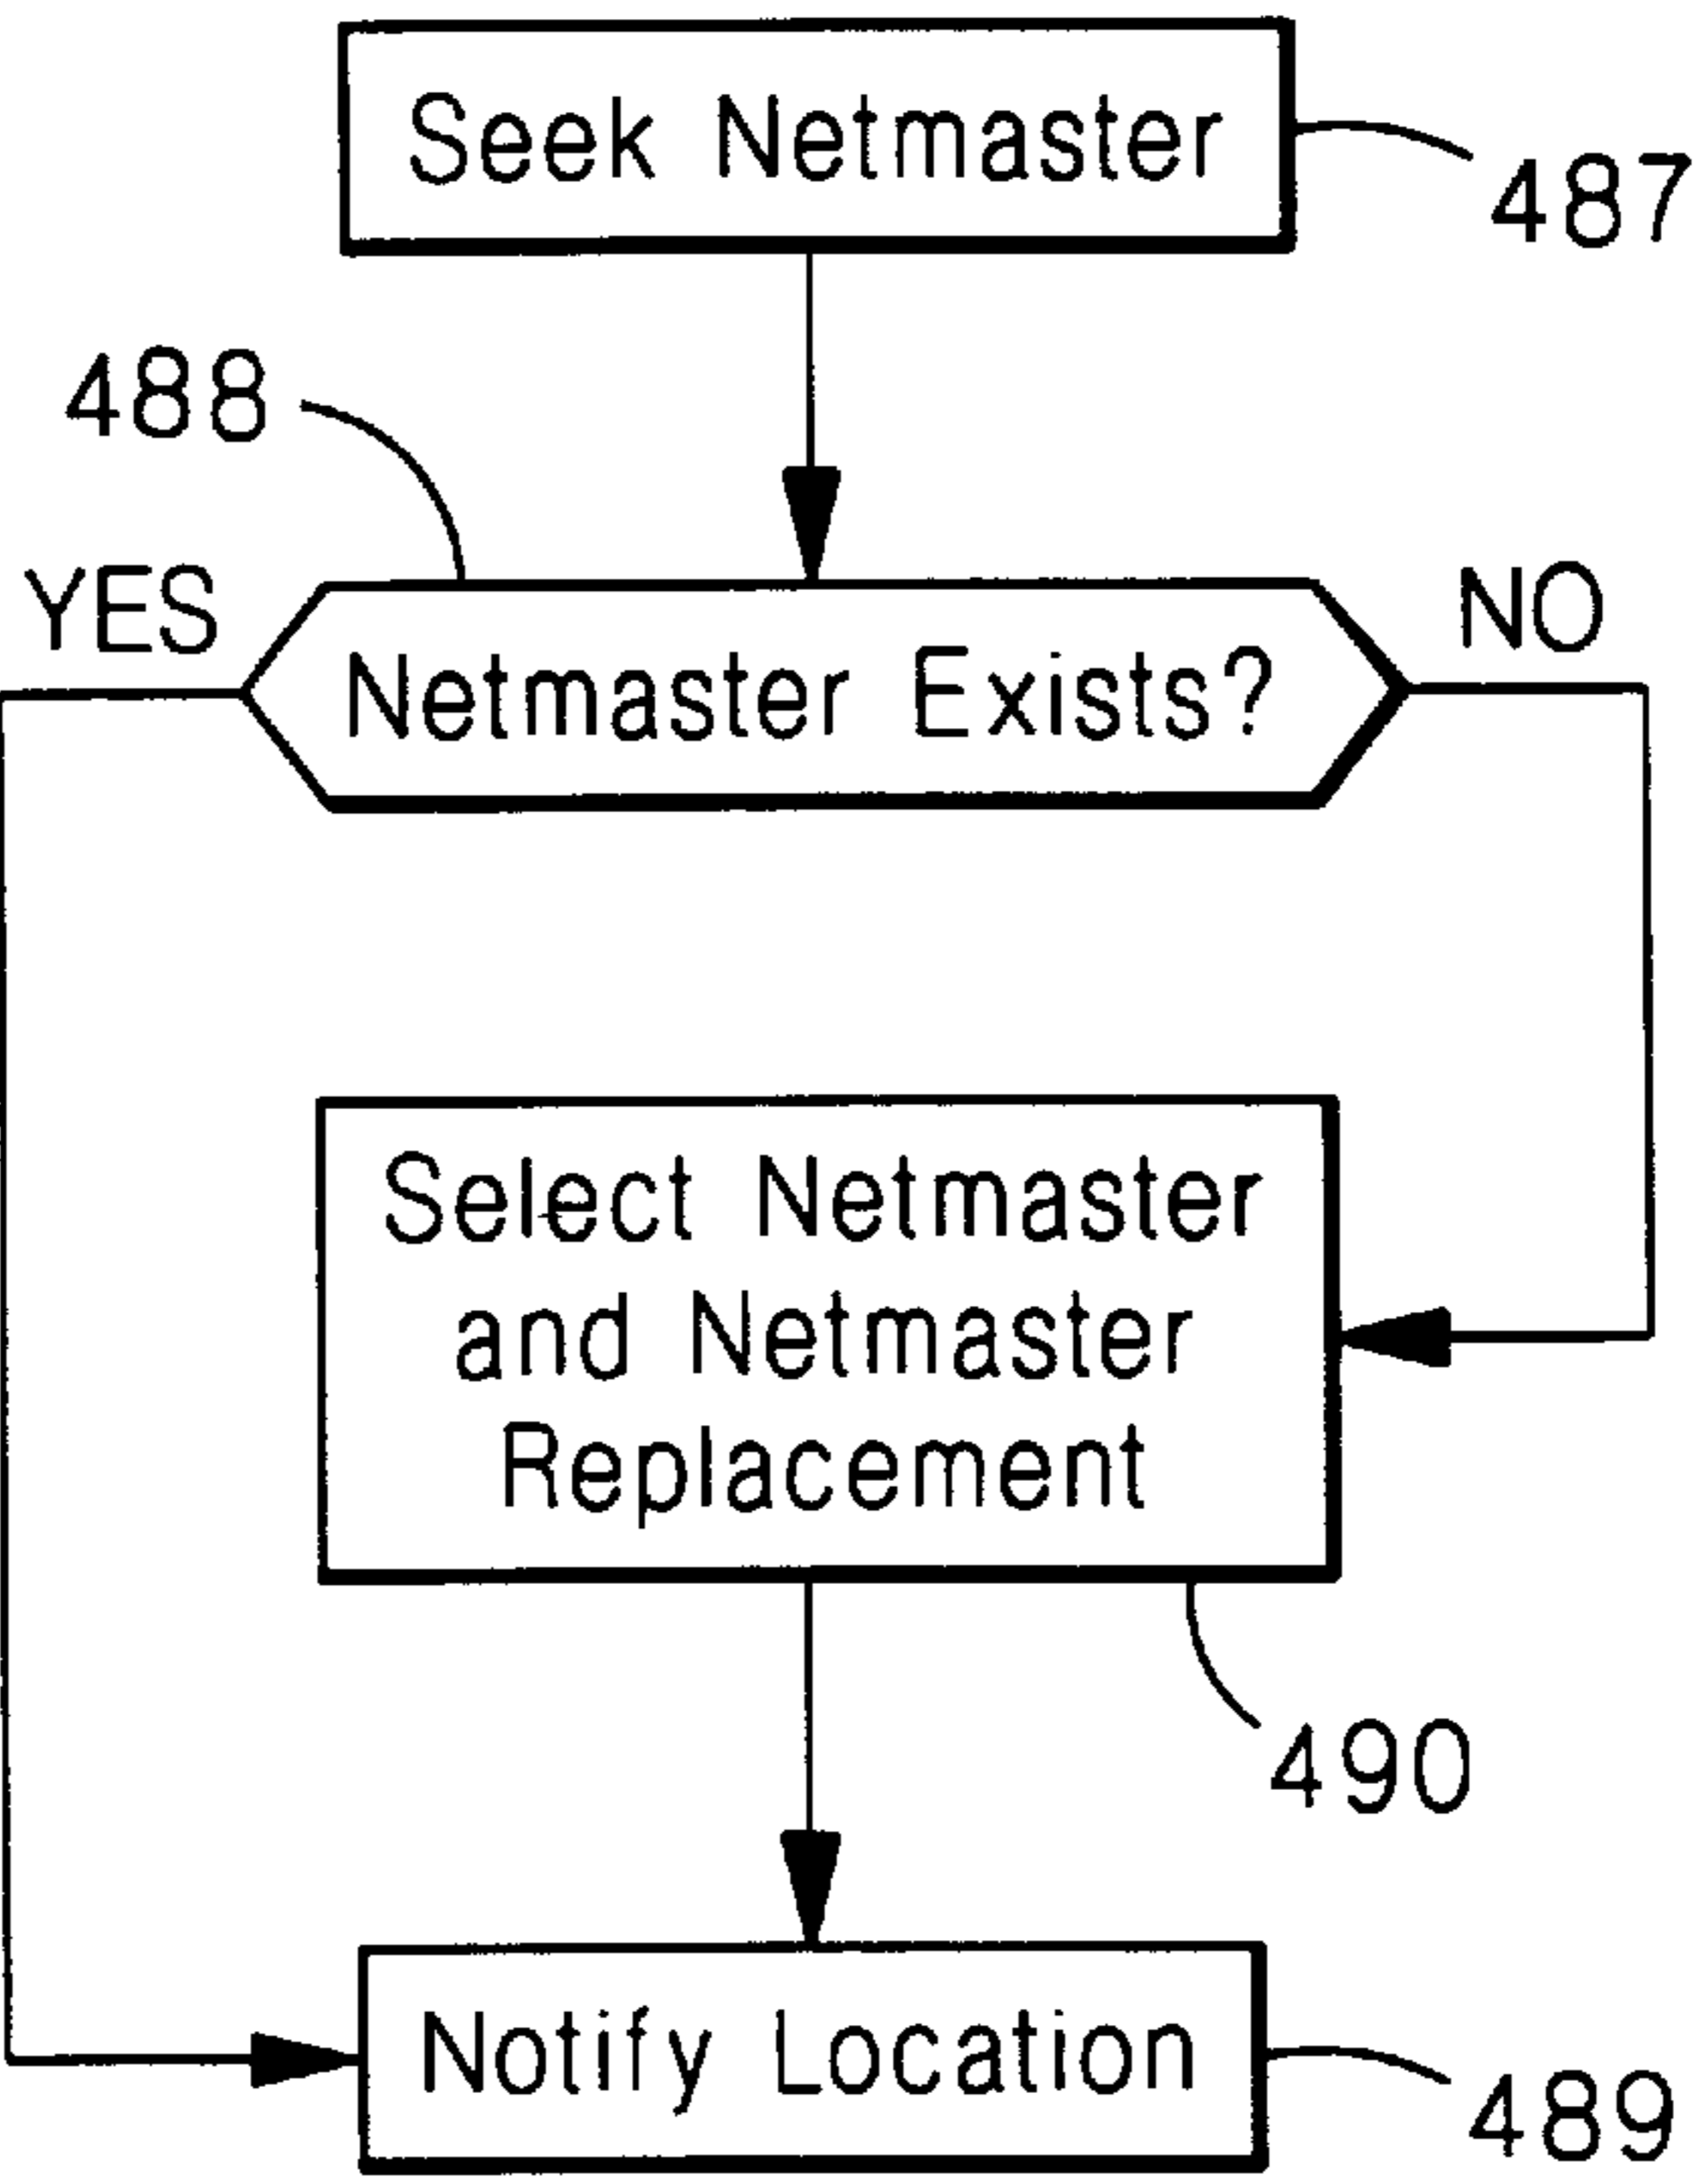 Seek Netmaster
487
488
YES
NO
Netmaster Exists?
Select Netmaster
and Netmaster
Replacement
490
Notify Location
489